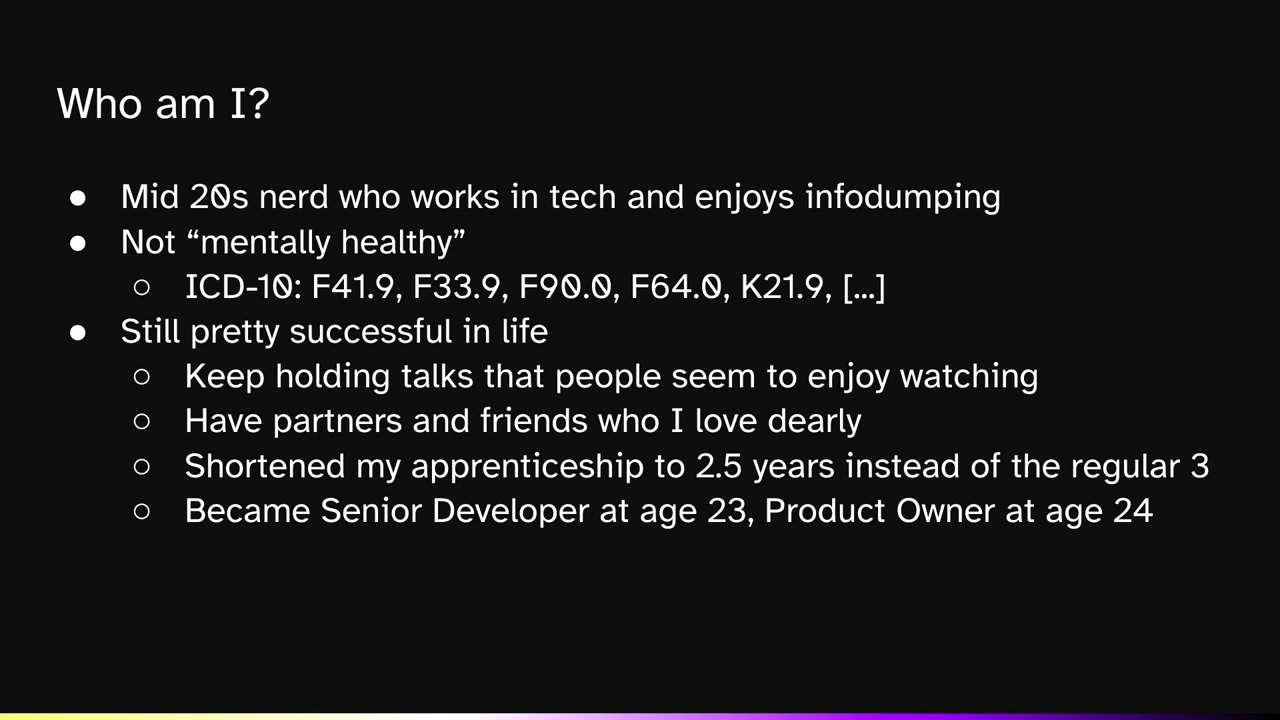 Who am I?
● Mid 20s nerd who works in tech and enjoys infodumping
● Not “mentally healthy”
○ ICD-10: F41.9, F33.9, F90.0, F64.0, K21.9, [...]
● Still pretty successful in life
○ Keep holding talks that people seem to enjoy watching
○ Have partners and friends who I love dearly
○ Shortened my apprenticeship to 2.5 years instead of the regular 3
○ Became Senior Developer at age 23, Product Owner at age 24